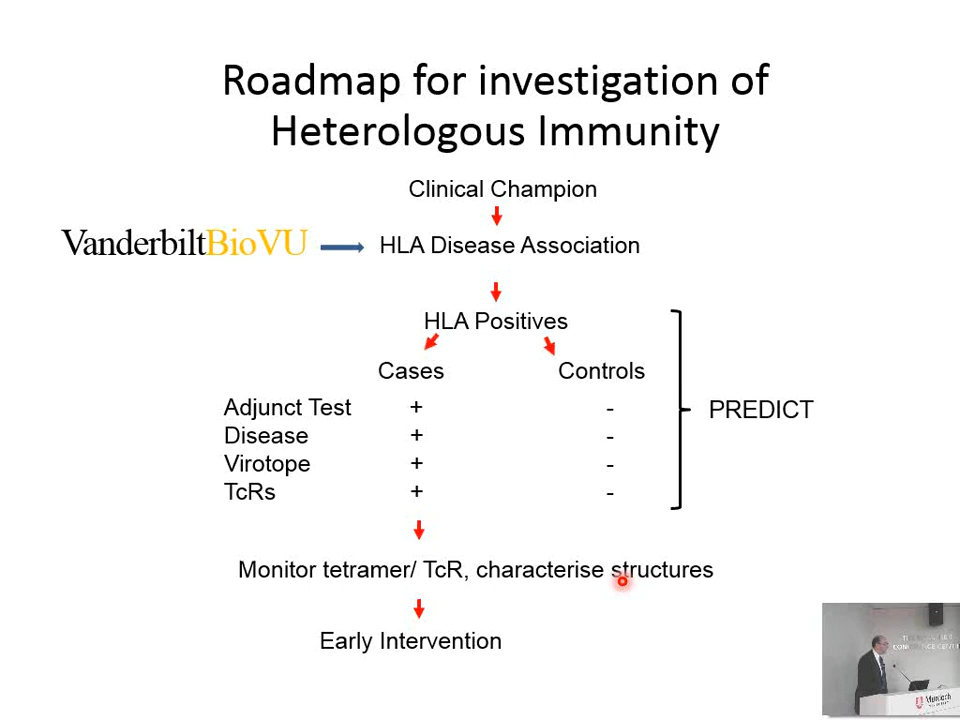 Roadmap for investigation of
Heterologous Immunity
Clinical Champion
VanderbiltBioVU HLA Disease Association
HLA Positives
Cases Controls
Adjunct Test + -
Disease + -
Virotope + -
TcRs + -
PREDICT
Monitor tetramer/ TcR, characterise structures
Early Intervention
Murdoch